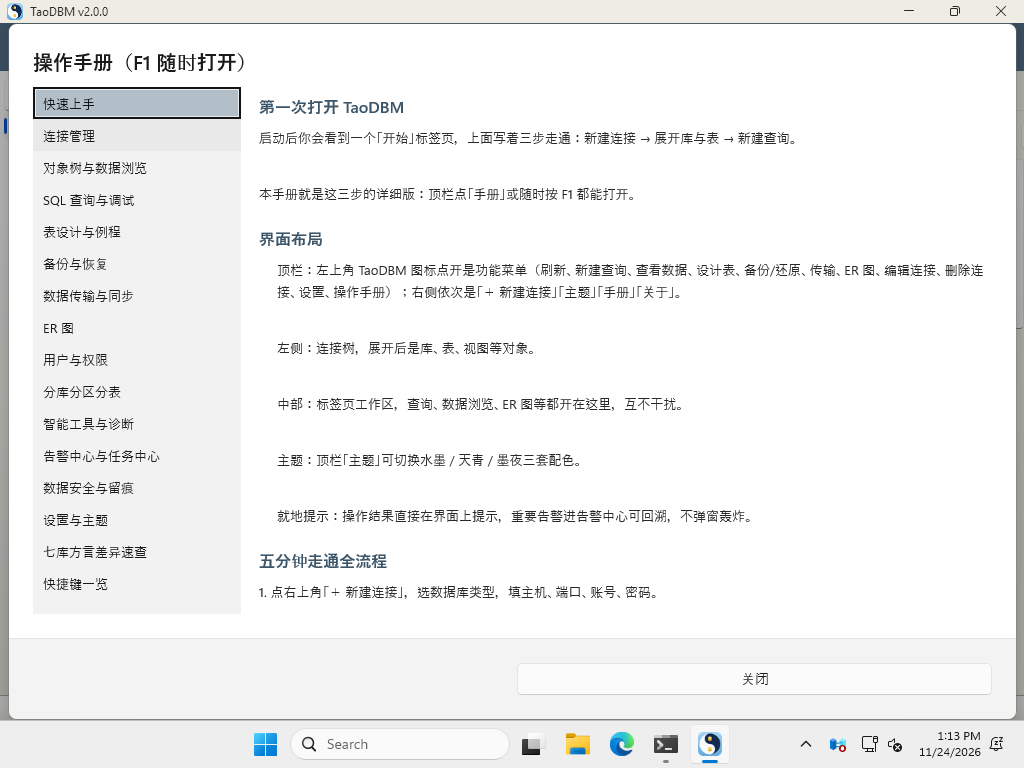 TaoDBM v2.0.0
操作手册（F1 随时打开）
快速上手
连接管理
对象树与数据浏览
SQL 查询与调试
表设计与例程
备份与恢复
数据传输与同步
ER 图
用户与权限
分库分区分表
智能工具与诊断
告警中心与任务中心
数据安全与留痕
设置与主题
七库方言差异速查
快捷键一览
第一次打开 TaoDBM
启动后你会看到一个「开始」标签页，上面写着三步走通：新建连接 → 展开库与表 → 新建查询。
本手册就是这三步的详细版：顶栏点「手册」或随时按 F1 都能打开。
界面布局
顶栏：左上角 TaoDBM 图标点开是功能菜单（刷新、新建查询、查看数据、设计表、备份/还原、传输、ER 图、编辑连接、删除连
接、设置、操作手册）；右侧依次是「＋ 新建连接」「主题」「手册」「关于」。
左侧：连接树，展开后是库、表、视图等对象。
中部：标签页工作区，查询、数据浏览、ER 图等都开在这里，互不干扰。
主题：顶栏「主题」可切换水墨 / 天青 / 墨夜三套配色。
就地提示：操作结果直接在界面上提示，重要告警进告警中心可回溯，不弹窗轰炸。
五分钟走通全流程
1. 点右上角「＋ 新建连接」，选数据库类型，填主机、端口、账号、密码。
关闭
Search
1:13 PM
11/24/2026